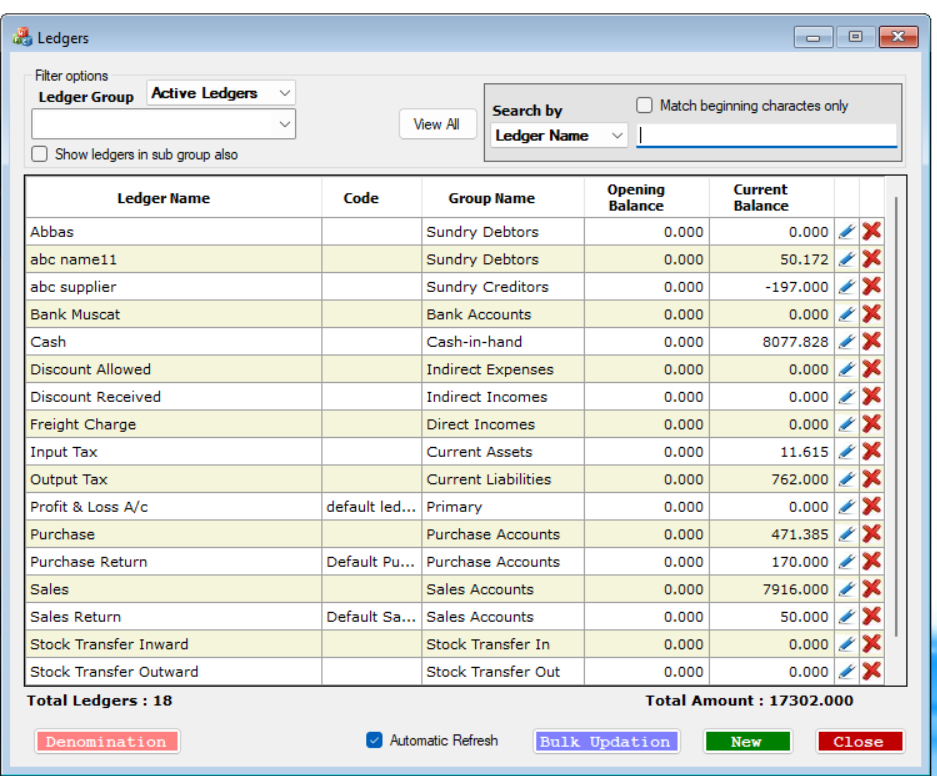 Ledgers
Filter options
Ledger Group Active Ledgers
View All
Search by
Match beginning charactes only
Ledger Name
Show ledgers in sub group also
Ledger Name Code Group Name Opening Balance Current Balance
Abbas Sundry Debtors 0.000 0.000
abc name11 Sundry Debtors 0.000 50.172
abc supplier Sundry Creditors 0.000 -197.000
Bank Muscat Bank Accounts 0.000 0.000
Cash Cash-in-hand 0.000 8077.828
Discount Allowed Indirect Expenses 0.000 0.000
Discount Received Indirect Incomes 0.000 0.000
Freight Charge Direct Incomes 0.000 0.000
Input Tax Current Assets 0.000 11.615
Output Tax Current Liabilities 0.000 762.000
Profit & Loss A/c default led... Primary 0.000 0.000
Purchase Purchase Accounts 0.000 471.385
Purchase Return Default Pu... Purchase Accounts 0.000 170.000
Sales Sales Accounts 0.000 7916.000
Sales Return Default Sa... Sales Accounts 0.000 50.000
Stock Transfer Inward Stock Transfer In 0.000 0.000
Stock Transfer Outward Stock Transfer Out 0.000 0.000
Total Ledgers : 18 Total Amount : 17302.000
Denomination Automatic Refresh Bulk Updation New Close